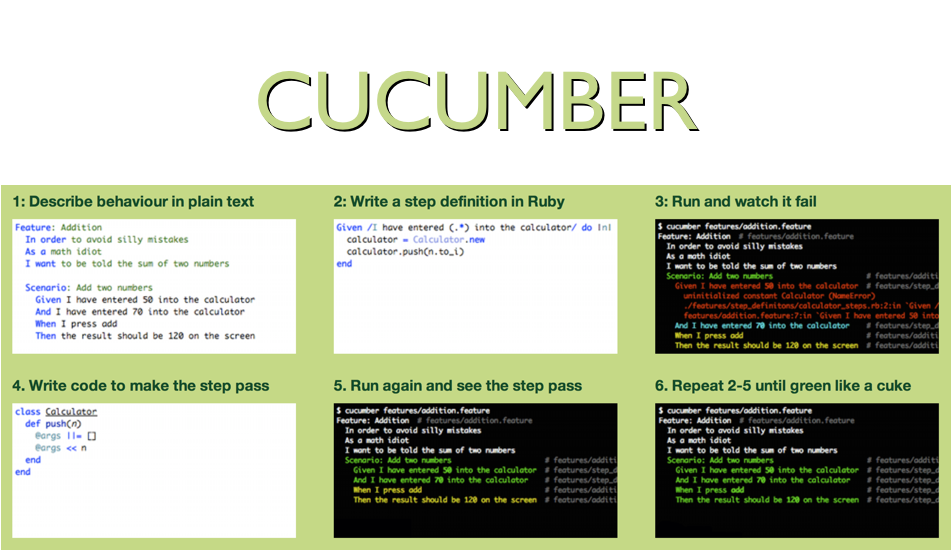 CUCUMBER
1: Describe behaviour in plain text
Feature: Addition
In order to avoid silly mistakes
As a math idiot
I want to be told the sum of two numbers
Scenario: Add two numbers
Given I have entered 50 into the calculator
And I have entered 70 into the calculator
When I press add
Then the result should be 120 on the screen
2: Write a step definition in Ruby
Given /I have entered (.*) into the calculator/ do |n|
calculator = Calculator.new
calculator.push(n.to_i)
end
3: Run and watch it fail
$ cucumber features/addition.feature
Feature: Addition # features/addition.feature
In order to avoid silly mistakes
As a math idiot
I want to be told the sum of two numbers
Scenario: Add two numbers # features/additi
Given I have entered 50 into the calculator # features/step_d
uninitialized constant Calculator (NameError)
./features/step_definitons/calculator_steps.rb:2:in `Given /
features/addition.feature:7:in `Given I have entered 50 into
And I have entered 70 into the calculator # features/step_d
When I press add # features/additi
Then the result should be 120 on the screen # features/additi
4. Write code to make the step pass
class Calculator
def push(n)
@args ||= []
@args << n
end
end
5. Run again and see the step pass
$ cucumber features/addition.feature
Feature: Addition # features/addition.feature
In order to avoid silly mistakes
As a math idiot
I want to be told the sum of two numbers
Scenario: Add two numbers # features/additi
Given I have entered 50 into the calculator # features/step_d
And I have entered 70 into the calculator # features/step_d
When I press add # features/additi
Then the result should be 120 on the screen # features/additi
6. Repeat 2-5 until green like a cuke
$ cucumber features/addition.feature
Feature: Addition # features/addition.feature
In order to avoid silly mistakes
As a math idiot
I want to be told the sum of two numbers
Scenario: Add two numbers # features/additi
Given I have entered 50 into the calculator # features/step_d
And I have entered 70 into the calculator # features/step_d
When I press add # features/step_d
Then the result should be 120 on the screen # features/step_d